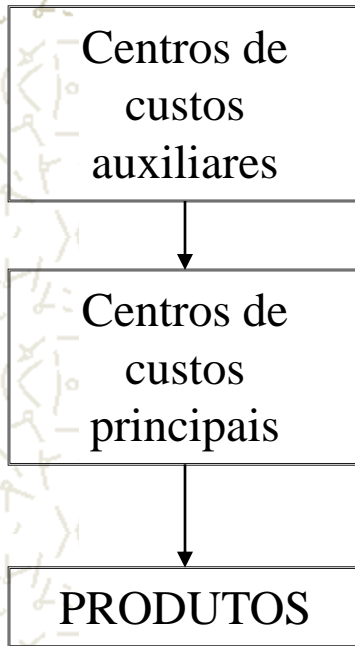 Centros de
custos
auxiliares
Centros de
custos
principais
PRODUTOS